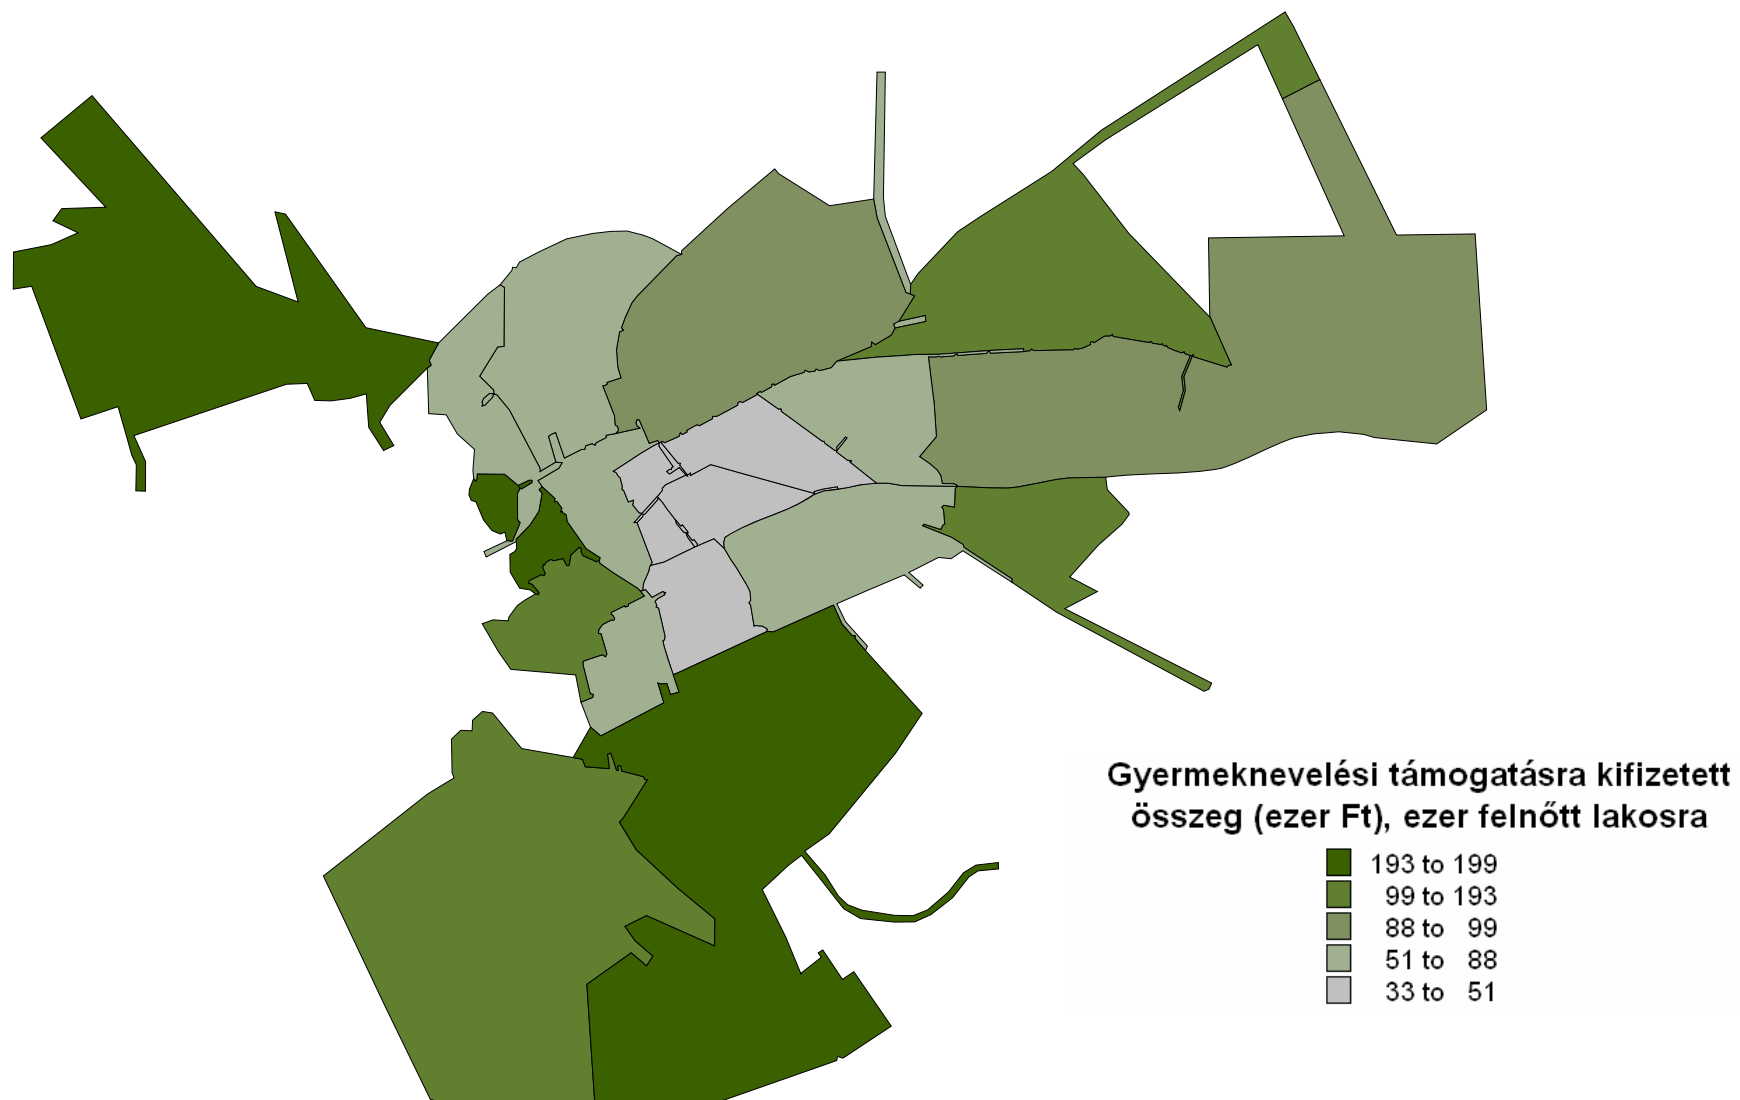 Gyermeknevelési támogatásra kifizetett
összeg (ezer Ft), ezer felnőtt lakosra
193 to 199
99 to 193
88 to 99
51 to 88
33 to 51